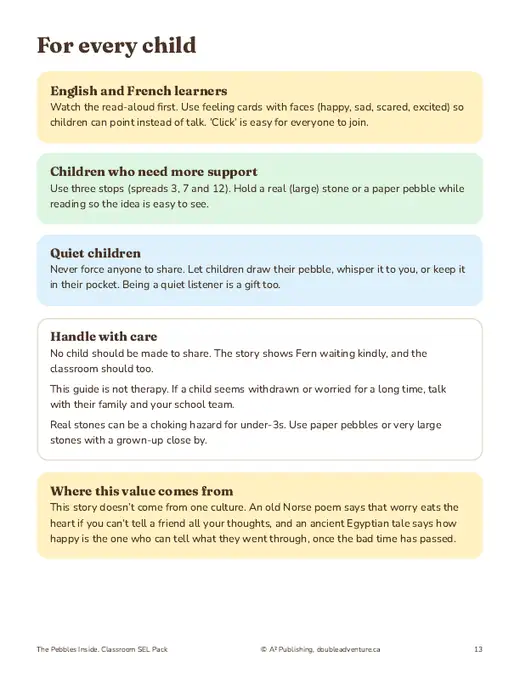 For every child
English and French learners
Watch the read-aloud first. Use feeling cards with faces (happy, sad, scared, excited) so
children can point instead of talk. 'Click' is easy for everyone to join.
Children who need more support
Use three stops (spreads 3, 7 and 12). Hold a real (large) stone or a paper pebble while
reading so the idea is easy to see.
Quiet children
Never force anyone to share. Let children draw their pebble, whisper it to you, or keep it
in their pocket. Being a quiet listener is a gift too.
Handle with care
No child should be made to share. The story shows Fern waiting kindly, and the
classroom should too.
This guide is not therapy. If a child seems withdrawn or worried for a long time, talk
with their family and your school team.
Real stones can be a choking hazard for under-3s. Use paper pebbles or very large
stones with a grown-up close by.
Where this value comes from
This story doesn't come from one culture. An old Norse poem says that worry eats the
heart if you can't tell a friend all your thoughts, and an ancient Egyptian tale says how
happy is the one who can tell what they went through, once the bad time has passed.
The Pebbles Inside. Classroom SEL Pack
© A² Publishing, doubleadventure.ca
13